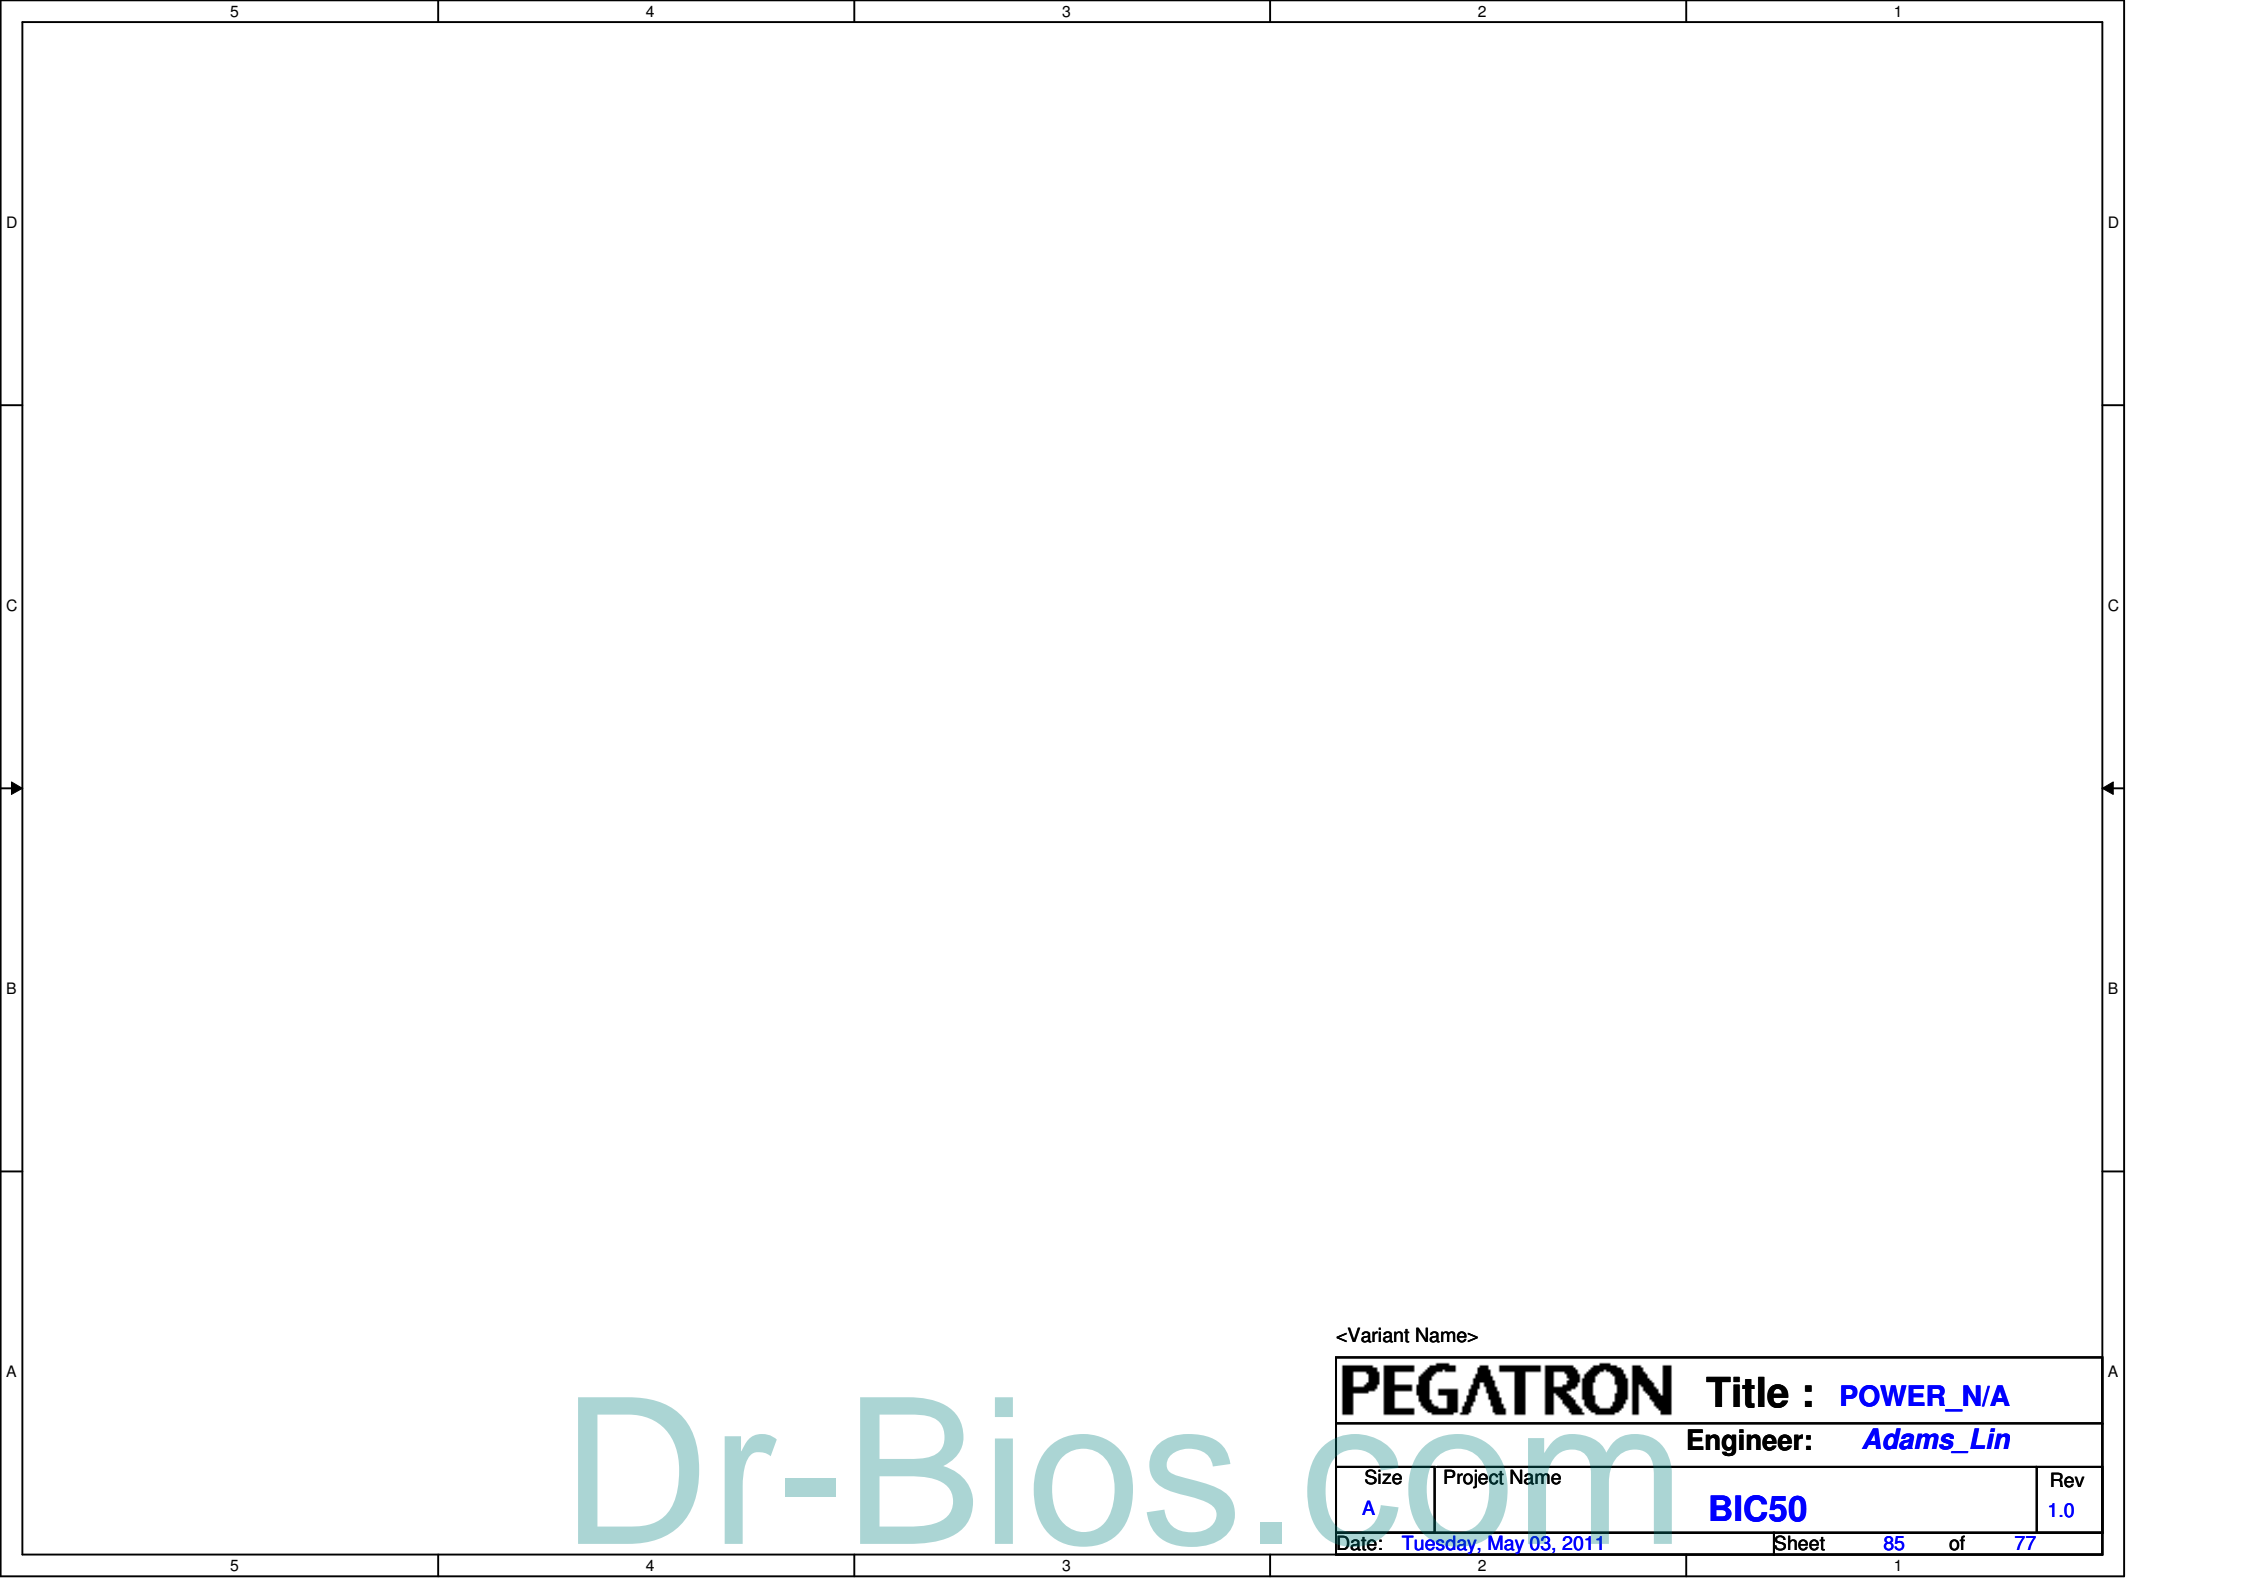 5 4 3 2 1
D D
C C
B B
A A
<Variant Name>
PEGATRON Title : POWER_N/A
Engineer: Adams_Lin
Size Project Name Rev
A BIC50 1.0
Date: Tuesday, May 03, 2011 Sheet 85 of 77
Dr-Bios.com
5 4 3 2 1